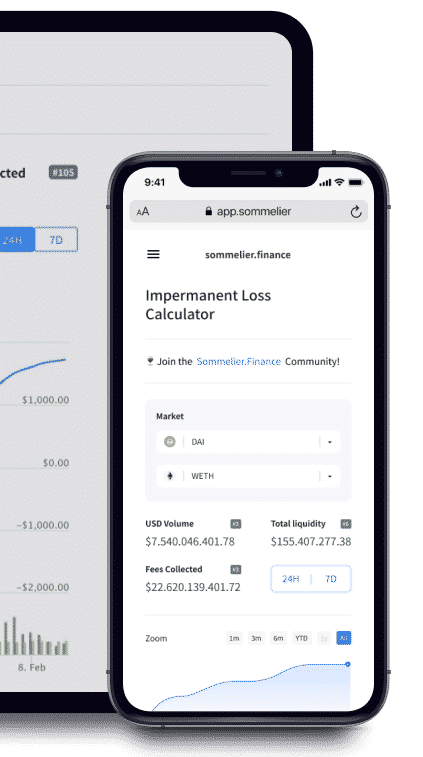 cted #105
24H 7D
$1,000.00
$0.00
-$1,000.00
-$2,000.00
8. Feb
9:41
AA app.sommelier
sommelier.finance
Impermanent Loss
Calculator
Join the Sommelier.Finance Community!
Market
DAI
WETH
USD Volume #3 Total liquidity #6
$7.540.046.401.78 $155.407.277.38
Fees Collected #3
$22.620.139.401.72 24H 7D
Zoom 1m 3m 6m YTD All